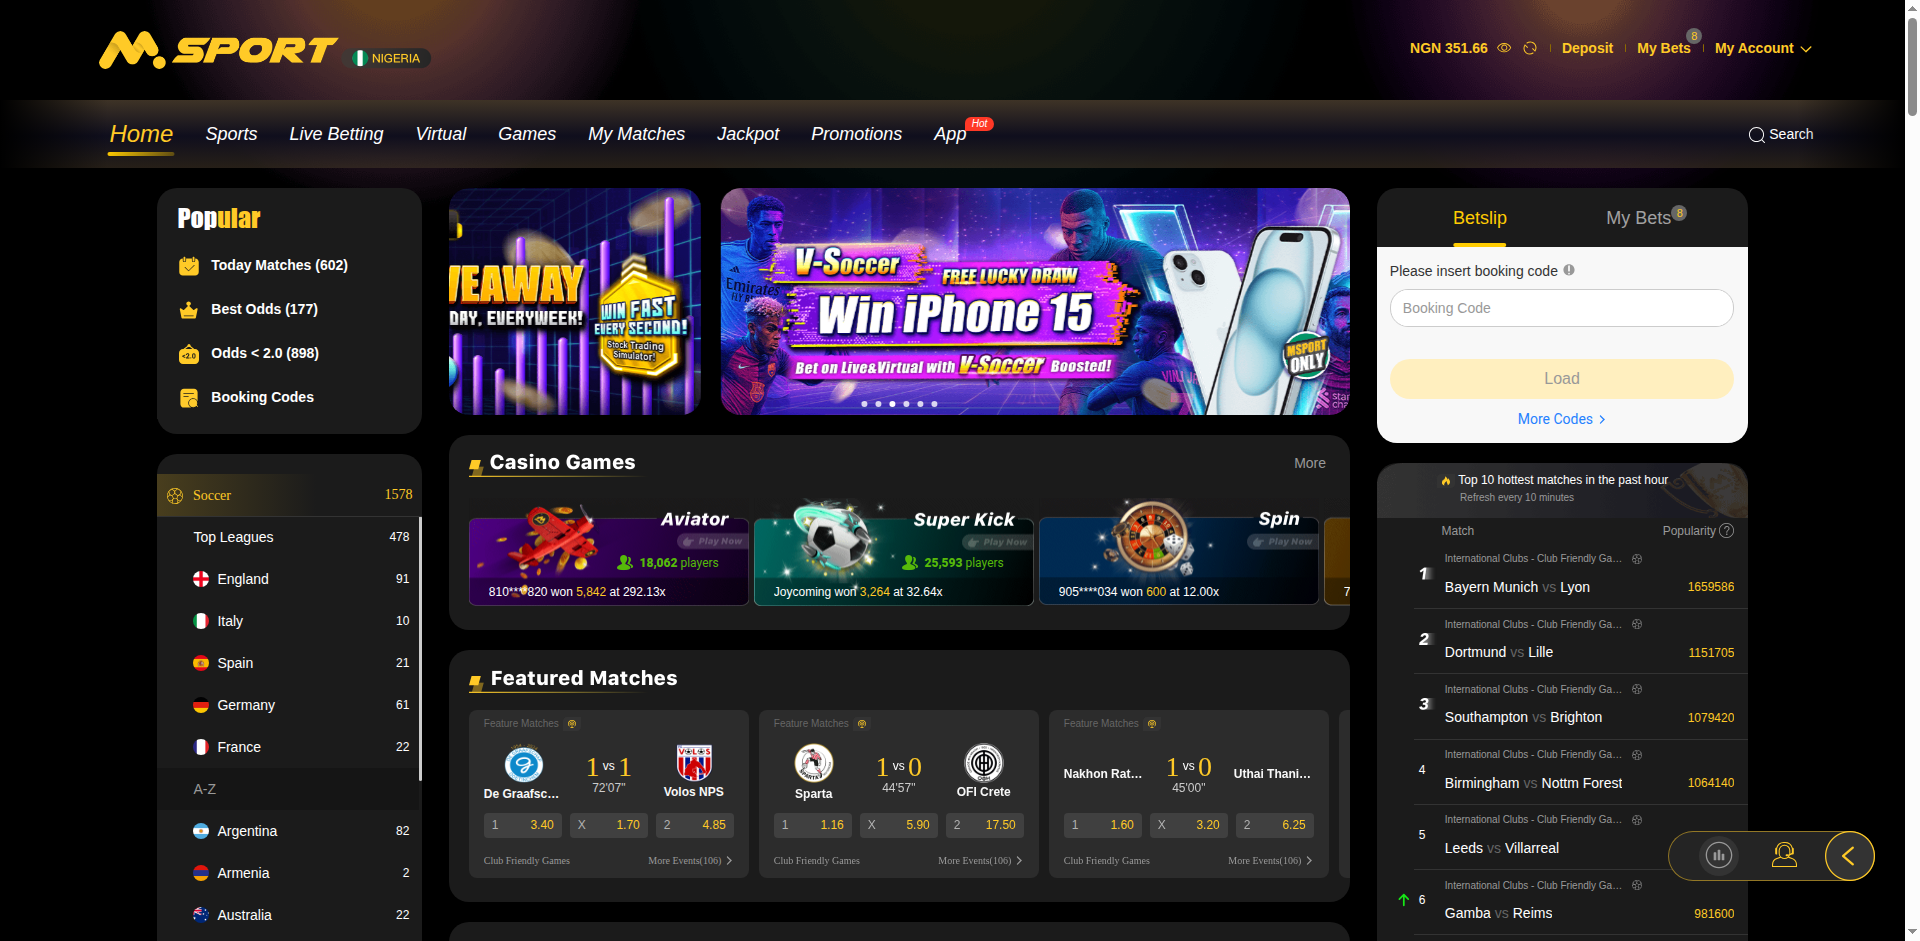 M.SPORT
NIGERIA
NGN 351.66
Deposit
My Bets
8
My Account
Home
Sports
Live Betting
Virtual
Games
My Matches
Jackpot
Promotions
App
Hot
Search
Popular
Today Matches (602)
Best Odds (177)
<2.0
Odds < 2.0 (898)
Booking Codes
Soccer
1578
Top Leagues
478
England
91
Italy
10
Spain
21
Germany
61
France
22
A-Z
Argentina
82
Armenia
2
Australia
22
VEAWAY
DAY, EVERYWEEK!
WIN FAST
EVERY SECOND!
Stock Trading
Simulator!
V-Soccer
FREE LUCKY DRAW
Win iPhone 15
Bet on Live&Virtual with V-Soccer Boosted!
MSPORT
ONLY
Emirates
Casino Games
More
Aviator
Play Now
18,062 players
810****820 won 5,842 at 292.13x
Super Kick
Play Now
25,593 players
Joycoming won 3,264 at 32.64x
Spin
Play Now
905****034 won 600 at 12.00x
7
Featured Matches
Feature Matches
De Graafsc...
1 vs 1
72'07"
VOLOS
Volos NPS
1 3.40
X 1.70
2 4.85
Club Friendly Games
More Events(106)
Feature Matches
SPARTA
Sparta
1 vs 0
44'57"
OFI Crete
1 1.16
X 5.90
2 17.50
Club Friendly Games
More Events(106)
Feature Matches
Nakhon Rat...
1 vs 0
45'00"
Uthai Thani...
1 1.60
X 3.20
2 6.25
Club Friendly Games
More Events(106)
Betslip
My Bets
8
Please insert booking code
Booking Code
Load
More Codes
Top 10 hottest matches in the past hour
Refresh every 10 minutes
Match
Popularity
?
1
International Clubs - Club Friendly Ga...
Bayern Munich vs Lyon
1659586
2
International Clubs - Club Friendly Ga...
Dortmund vs Lille
1151705
3
International Clubs - Club Friendly Ga...
Southampton vs Brighton
1079420
4
International Clubs - Club Friendly Ga...
Birmingham vs Nottm Forest
1064140
5
International Clubs - Club Friendly Ga...
Leeds vs Villarreal
6
International Clubs - Club Friendly Ga...
Gamba vs Reims
981600